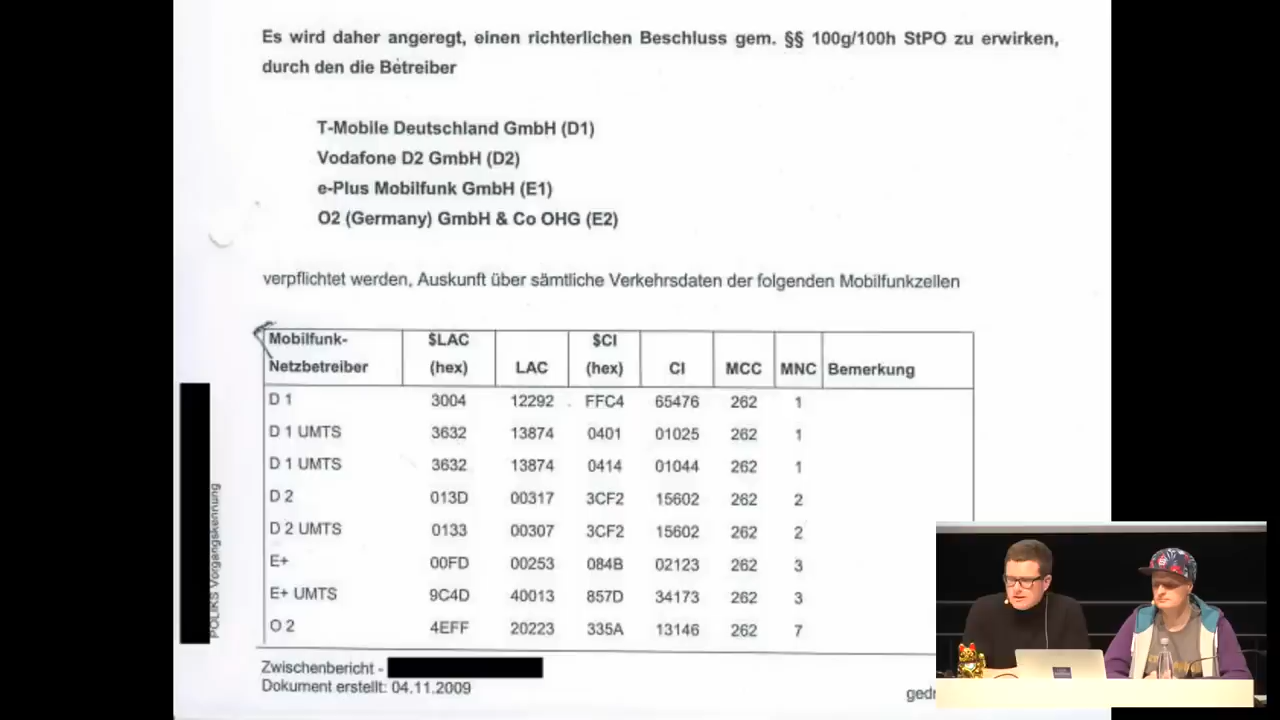 Es wird daher angeregt, einen richterlichen Beschluss gem. §§ 100g/100h StPO zu erwirken,
durch den die Betreiber
T-Mobile Deutschland GmbH (D1)
Vodafone D2 GmbH (D2)
e-Plus Mobilfunk GmbH (E1)
O2 (Germany) GmbH & Co OHG (E2)
verpflichtet werden, Auskunft über sämtliche Verkehrsdaten der folgenden Mobilfunkzellen
Mobilfunk-Netzbetreiber $LAC (hex) LAC $CI (hex) CI MCC MNC Bemerkung
D 1 3004 12292 FFC4 65476 262 1
D 1 UMTS 3632 13874 0401 01025 262 1
D 1 UMTS 3632 13874 0414 01044 262 1
D 2 013D 00317 3CF2 15602 262 2
D 2 UMTS 0133 00307 3CF2 15602 262 2
E+ 00FD 00253 084B 02123 262 3
E+ UMTS 9C4D 40013 857D 34173 262 3
O 2 4EFF 20223 335A 13146 262 7
POLIKS Vorgangskennung
Zwischenbericht -
Dokument erstellt: 04.11.2009